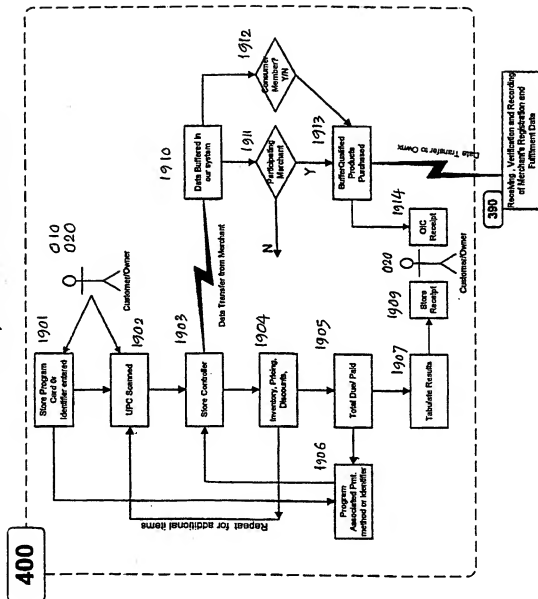 400
010
020
Customer/Owner
1901
Store Program
Card or
Identifier entered
1902
UPC Scanned
1903
Store Controller
1904
Inventory, Pricing,
Discounts,
1905
Total Due/ Paid
1906
Program
Associated Pmt.
method or Identifier
1907
Tabulate Results
1909
Store
Receipt
020
Customer/Owner
1914
OIC
Receipt
Repeat for additional items
Data Transfer from Merchant
1910
Data Buffered in
our system
1911
Participating
Merchant
N
Y
1912
Consumer
Member?
Y/N
1913
Buffer Qualified
Products
Purchased
Data Transfer to Ownx
390
Receiving, Verification and Recording
of Merchant's Registration and
Fulfillment Data